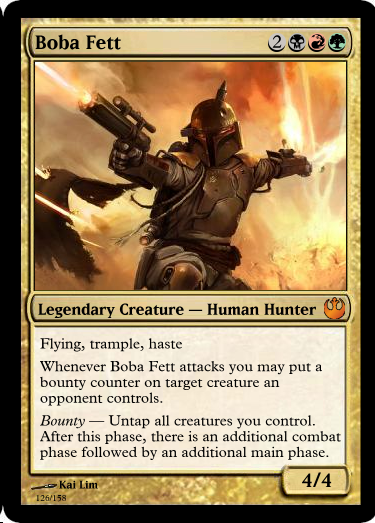 Boba Fett 2
Legendary Creature — Human Hunter
Flying, trample, haste
Whenever Boba Fett attacks you may put a
bounty counter on target creature an
opponent controls.
Bounty — Untap all creatures you control.
After this phase, there is an additional combat
phase followed by an additional main phase.
4/4
Kai Lim
126/158